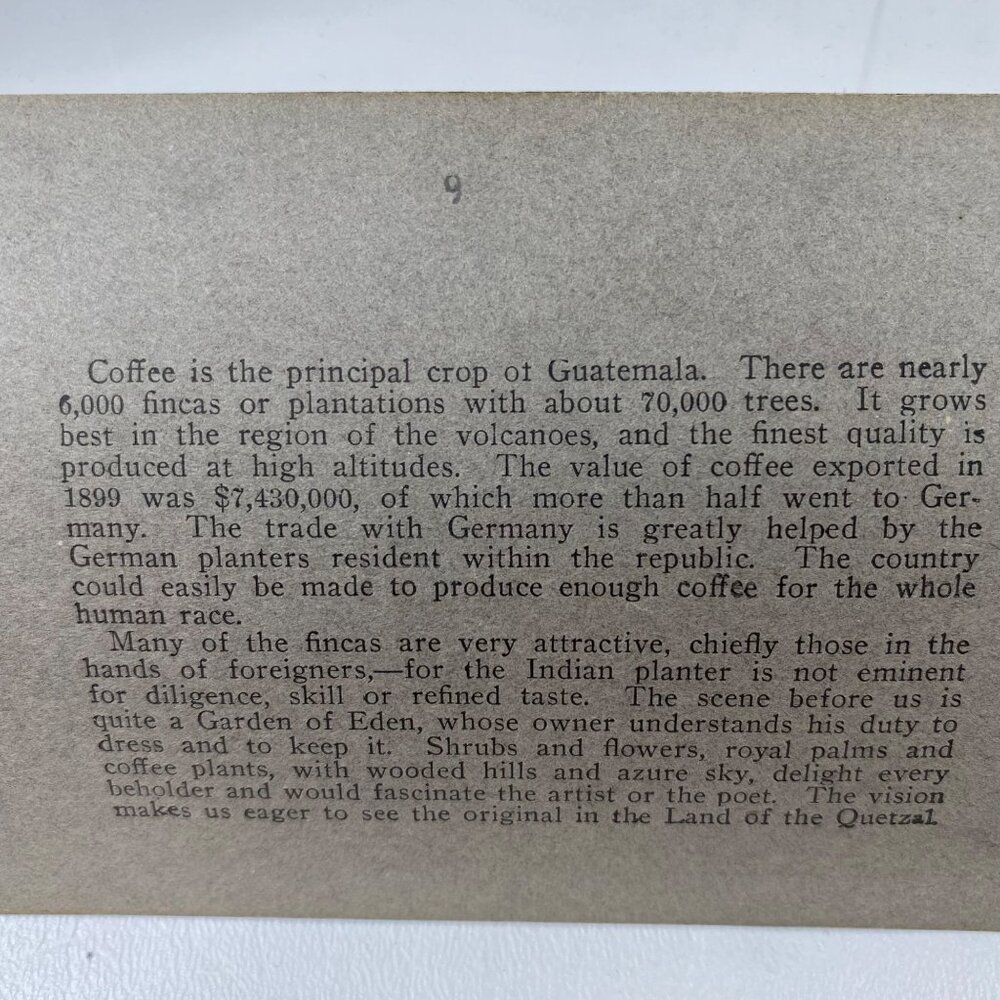 9
Coffee is the principal crop of Guatemala. There are nearly
6,000 fincas or plantations with about 70,000 trees. It grows
best in the region of the volcanoes, and the finest quality is
produced at high altitudes. The value of coffee exported in
1899 was $7,430,000, of which more than half went to Ger-
many. The trade with Germany is greatly helped by the
German planters resident within the republic. The country
could easily be made to produce enough coffee for the whole
human race.
Many of the fincas are very attractive, chiefly those in the
hands of foreigners,—for the Indian planter is not eminent
for diligence, skill or refined taste. The scene before us is
quite a Garden of Eden, whose owner understands his duty to
dress and to keep it. Shrubs and flowers, royal palms and
coffee plants, with wooded hills and azure sky, delight every
beholder and would fascinate the artist or the poet. The vision
makes us eager to see the original in the Land of the Quetzal